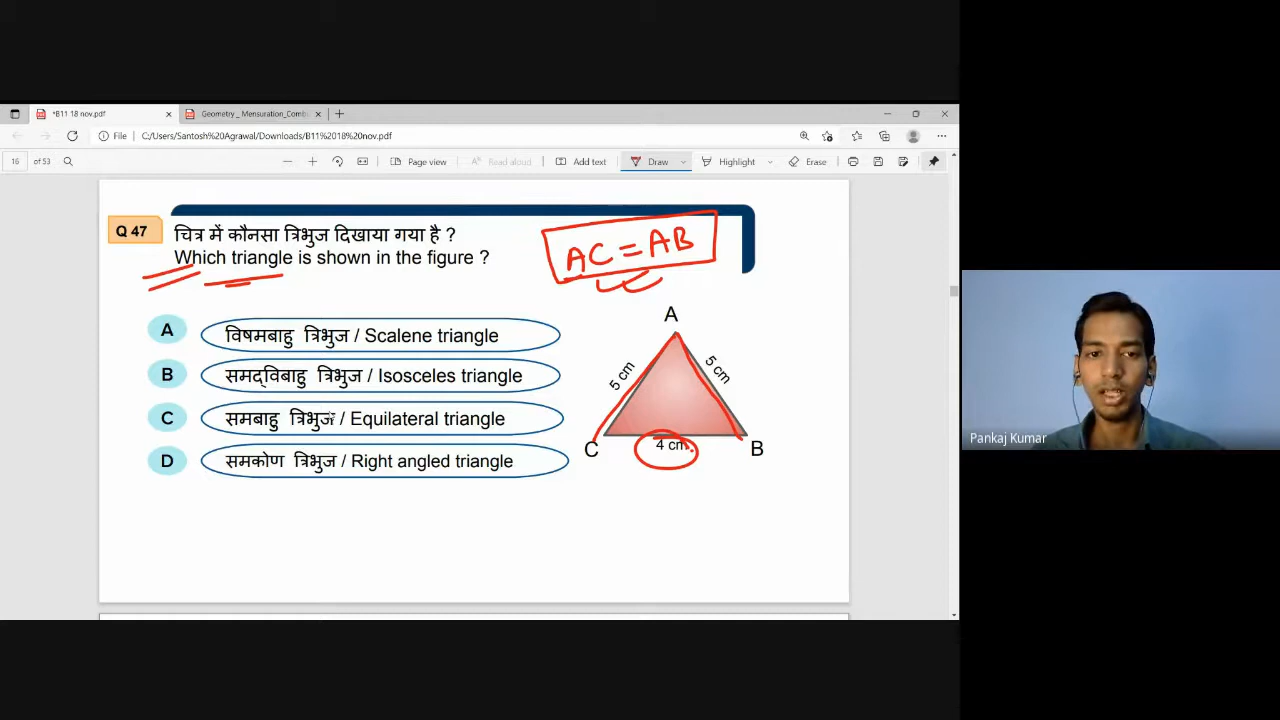 *B11 18 nov.pdf
Geometry _ Mensuration_Comb
File
C:/Users/Santosh%20Agrawal/Downloads/B11%2018%20nov.pdf
16 of 53
Page view
Read aloud
Add text
Draw
Highlight
Erase
Q 47
चित्र में कौनसा त्रिभुज दिखाया गया है ?
Which triangle is shown in the figure ?
AC = AB
A
विषमबाहु त्रिभुज / Scalene triangle
B
समद्विबाहु त्रिभुज / Isosceles triangle
C
समबाहु त्रिभुज / Equilateral triangle
D
समकोण त्रिभुज / Right angled triangle
A
5 cm
5 cm
C
4 cm
B
Pankaj Kumar